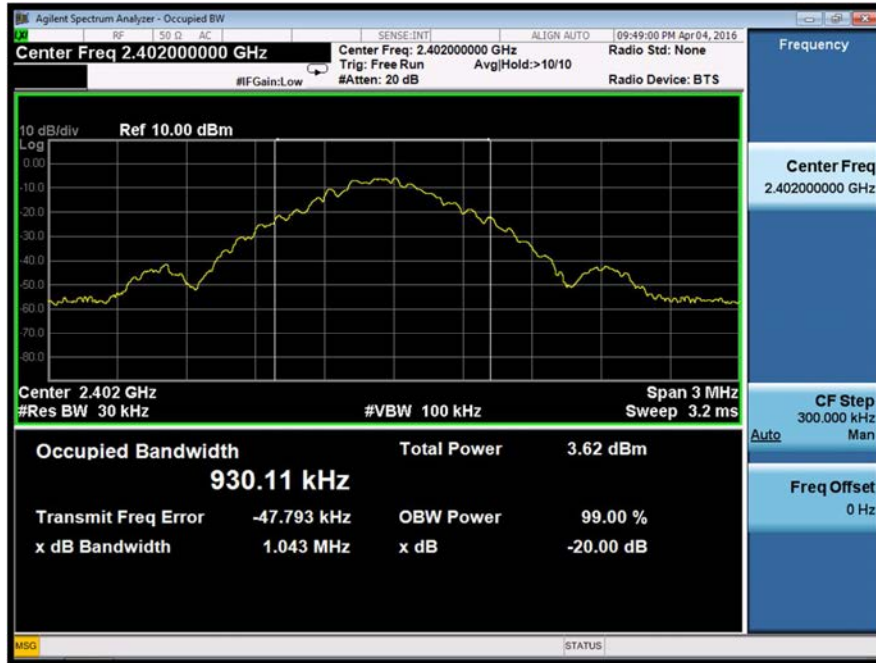 Agilent Spectrum Analyzer - Occupied BW
LXI RF 50 Ω AC SENSE:INT ALIGN AUTO 09:49:00 PM Apr 04, 2016
Center Freq 2.402000000 GHz
Center Freq: 2.402000000 GHz Radio Std: None
Trig: Free Run Avg|Hold:>10/10
#IFGain:Low #Atten: 20 dB Radio Device: BTS
10 dB/div Ref 10.00 dBm
Log
0.00
-10.0
-20.0
-30.0
-40.0
-50.0
-60.0
-70.0
-80.0
Center 2.402 GHz Span 3 MHz
#Res BW 30 kHz #VBW 100 kHz Sweep 3.2 ms
Occupied Bandwidth Total Power 3.62 dBm
930.11 kHz
Transmit Freq Error -47.793 kHz OBW Power 99.00 %
x dB Bandwidth 1.043 MHz x dB -20.00 dB
MSG STATUS
Frequency
Center Freq
2.402000000 GHz
CF Step
300.000 kHz
Auto Man
Freq Offset
0 Hz